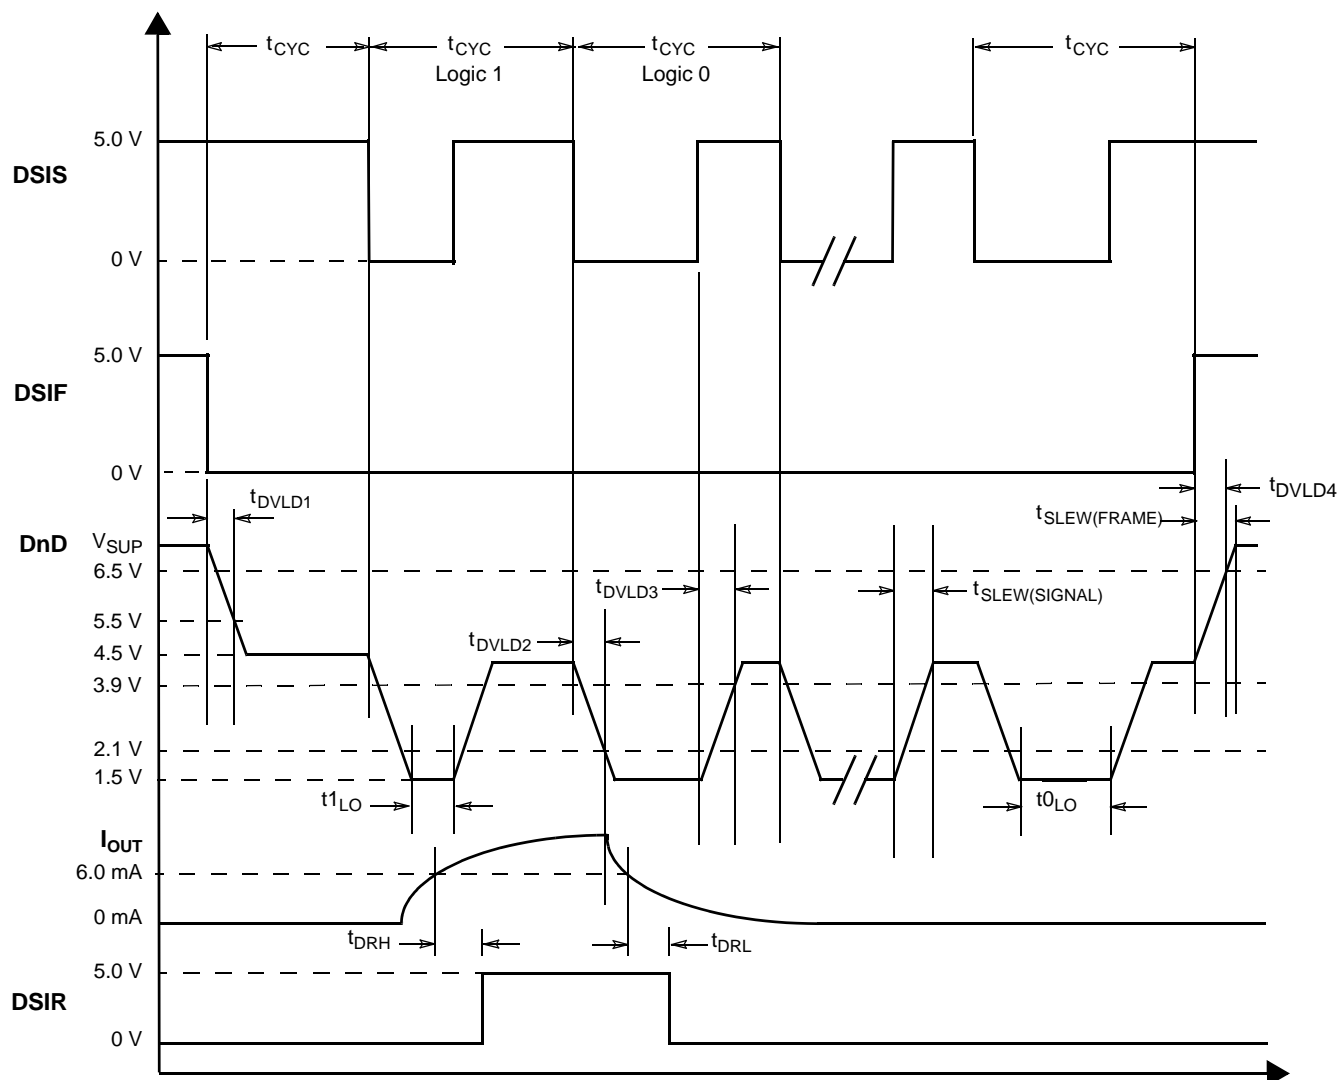 tCYC tCYC tCYC tCYC
Logic 1 Logic 0
5.0 V
DSIS
0 V
5.0 V
DSIF
0 V
tDVLD1 tDVLD4
tSLEW(FRAME)
DnD VSUP
6.5 V
tDVLD3 tSLEW(SIGNAL)
5.5 V
tDVLD2
4.5 V
3.9 V
2.1 V
1.5 V
t1LO t0LO
IOUT
6.0 mA
0 mA
tDRH tDRL
5.0 V
DSIR
0 V